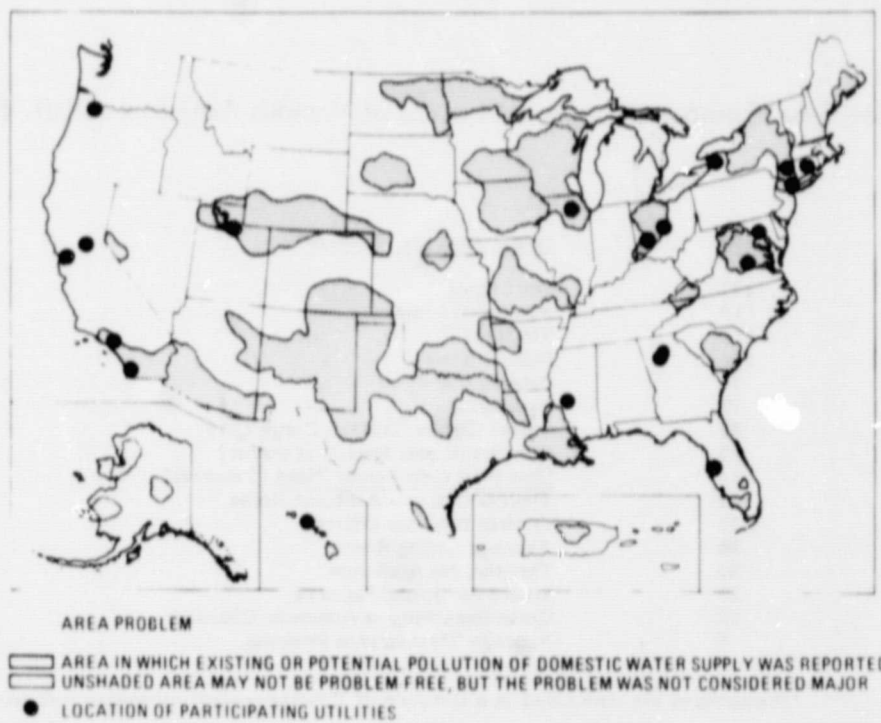 AREA PROBLEM
AREA IN WHICH EXISTING OR POTENTIAL POLLUTION OF DOMESTIC WATER SUPPLY WAS REPORTED
UNSHADED AREA MAY NOT BE PROBLEM FREE, BUT THE PROBLEM WAS NOT CONSIDERED MAJOR
LOCATION OF PARTICIPATING UTILITIES